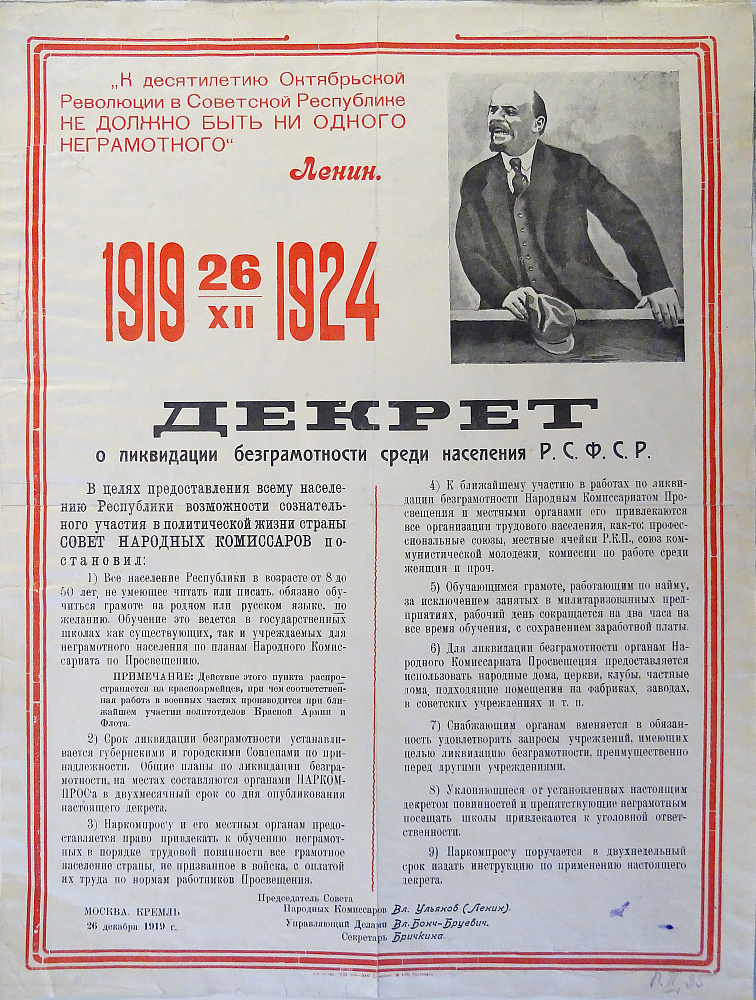 „К десятилетию Октябрьской
Революции в Советской Республике
НЕ ДОЛЖНО БЫТЬ НИ ОДНОГО
НЕГРАМОТНОГО“
Ленин.
1919 26 XII 1924
ДЕКРЕТ
о ликвидации безграмотности среди населения Р. С. Ф. С. Р.
В целях предоставления всему населе-
нию Республики возможности сознатель-
ного участия в политической жизни страны
СОВЕТ НАРОДНЫХ КОМИССАРОВ по-
становил:
1) Все население Республики в возрасте от 8 до
50 лет, не умеющее читать или писать, обязано обу-
читься грамоте на родном или русском языке, по
желанию. Обучение это ведется в государственных
школах как существующих, так и учреждаемых для
неграмотного населения по планам Народного Комис-
сариата по Просвещению.
ПРИМЕЧАНИЕ: Действие этого пункта распро-
страняется на красноармейцев, при чем соответствен-
ная работа в военных частях производится при бли-
жайшем участии политотделов Красной Армии и
Флота.
2) Срок ликвидации безграмотности устанавли-
вается губернскими и городскими Совдепами по при-
надлежности. Общие планы по ликвидации безгра-
мотности, на местах составляются органами НАРКОМ-
ПРОС'а в двухмесячный срок со дня опубликования
настоящего декрета.
3) Наркомпрос'у и его местным органам предо-
ставляется право привлекать к обучению неграмот-
ных в порядке трудовой повинности все грамотное
население страны, не призванное в войска, с оплатой
их труда по нормам работников Просвещения.
4) К ближайшему участию в работах по ликви-
дации безграмотности Народным Комиссариатом Про-
свещения и местными органами его привлекаются
все организации трудового населения, как-то: профес-
сиональные союзы, местные ячейки Р.К.П., союз ком-
мунистической молодежи, комиссии по работе среди
женщин и проч.
5) Обучающимся грамоте, работающим по найму,
за исключением занятых в милитаризованных пред-
приятиях, рабочий день сокращается на два часа на
все время обучения, с сохранением заработной платы.
6) Для ликвидации безграмотности органам На-
родного Комиссариата Просвещения предоставляется
использовать народные дома, церкви, клубы, частные
дома, подходящие помещения на фабриках, заводах,
в советских учреждениях и т. п.
7) Снабжающим органам вменяется в обязан-
ность удовлетворять запросы учреждений, имеющих
целью ликвидацию безграмотности, преимущественно
перед другими учреждениями.
8) Уклоняющиеся от установленных настоящим
декретом повинностей и препятствующие неграмотным
посещать школы привлекаются к уголовной ответ-
ственности.
9) Наркомпрос'у поручается в двухнедельный
срок издать инструкцию по применению настоящего
декрета.
МОСКВА. КРЕМЛЬ
26 декабря 1919 г.
Председатель Совета
Народных Комиссаров Вл. Ульянов (Ленин).
Управляющий Делами Вл. Бонч-Бруевич.
Секретарь Бричкина.